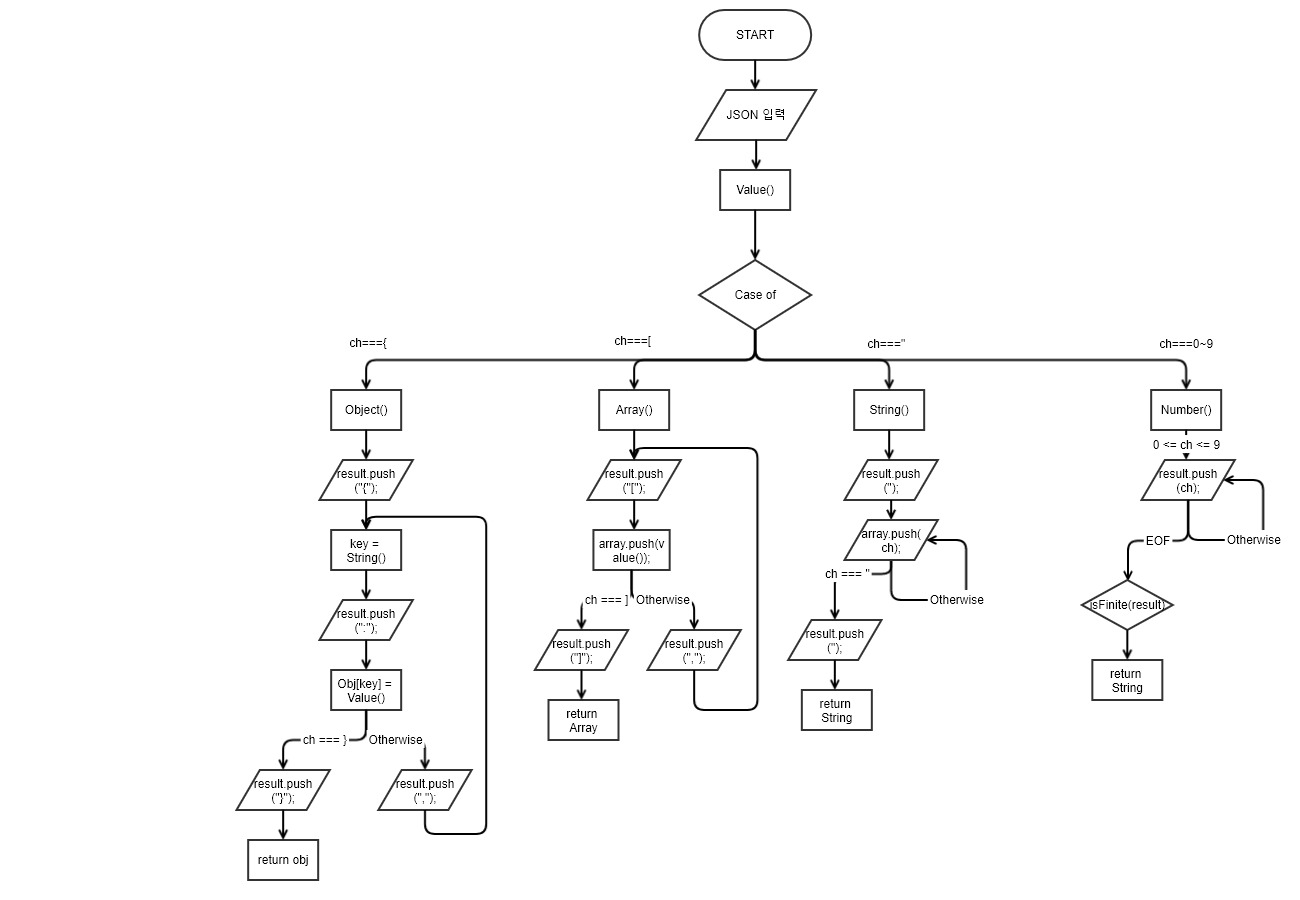 START
JSON 입력
Value()
Case of
ch==={
ch===[
ch==="
ch===0~9
Object()
Array()
String()
Number()
0 <= ch <= 9
result.push
("{");
result.push
("[");
result.push
(");
result.push
(ch);
key =
String()
array.push(v
alue());
array.push(
ch);
EOF
Otherwise
ch === "
Otherwise
ch === ]
Otherwise
isFinite(result)
result.push
(":");
result.push
("]");
result.push
(",");
result.push
(");
return
String
Obj[key] =
Value()
return
Array
return
String
ch === }
Otherwise
result.push
("}");
result.push
(",");
return obj